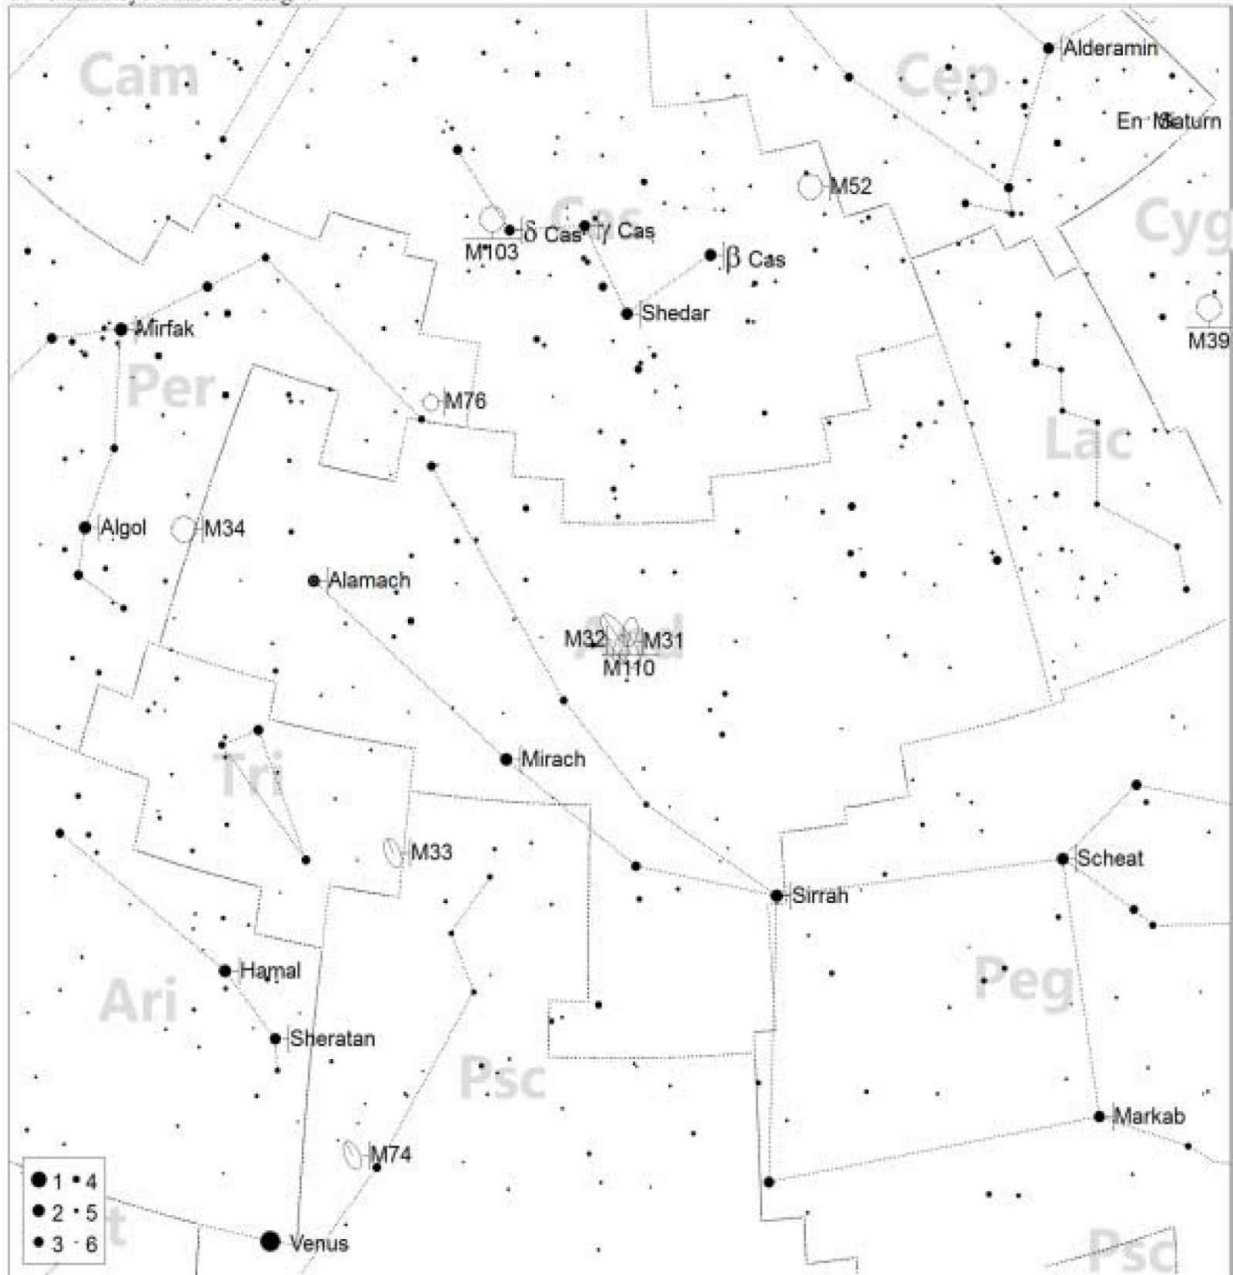 Cam
Cep
Alderamin
En
Saturn
M52
Cas
Cyg
δ Cas
γ Cas
M103
β Cas
Shedar
Mirfak
M39
Per
M76
Lac
Algol
M34
Alamach
And
M32
M31
M110
Mirach
Tri
M33
Scheat
Sirrah
Hamal
Peg
Ari
Sheratan
Psc
Markab
M74
1 4
2 5
3 6
Venus
Psc